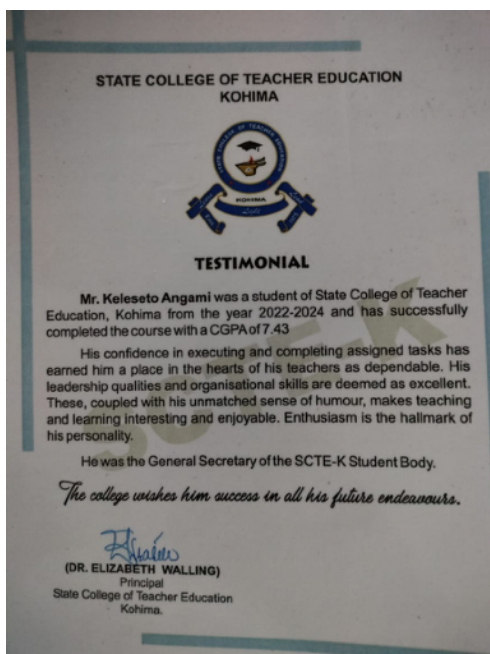 STATE COLLEGE OF TEACHER EDUCATION
KOHIMA
STATE COLLEGE OF TEACHER EDUCATION
KOHIMA
TESTIMONIAL
Mr. Keleseto Angami was a student of State College of Teacher
Education, Kohima from the year 2022-2024 and has successfully
completed the course with a CGPA of 7.43
His confidence in executing and completing assigned tasks has
earned him a place in the hearts of his teachers as dependable. His
leadership qualities and organisational skills are deemed as excellent.
These, coupled with his unmatched sense of humour, makes teaching
and learning interesting and enjoyable. Enthusiasm is the hallmark of
his personality.
He was the General Secretary of the SCTE-K Student Body.
The college wishes him success in all his future endeavours.
(DR. ELIZABETH WALLING)
Principal
State College of Teacher Education
Kohima.
SCTE-K